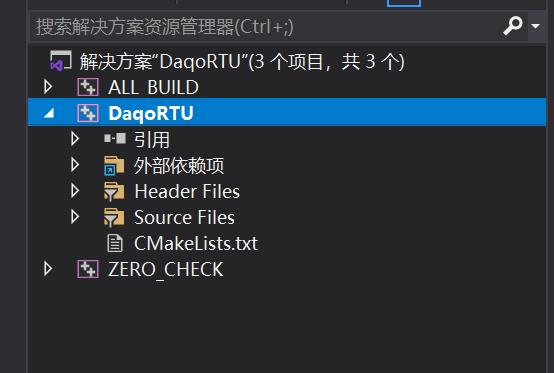 搜索解决方案资源管理器(Ctrl+;)
解决方案"DaqoRTU"(3 个项目，共 3 个)
ALL_BUILD
DaqoRTU
引用
外部依赖项
Header Files
Source Files
CMakeLists.txt
ZERO_CHECK